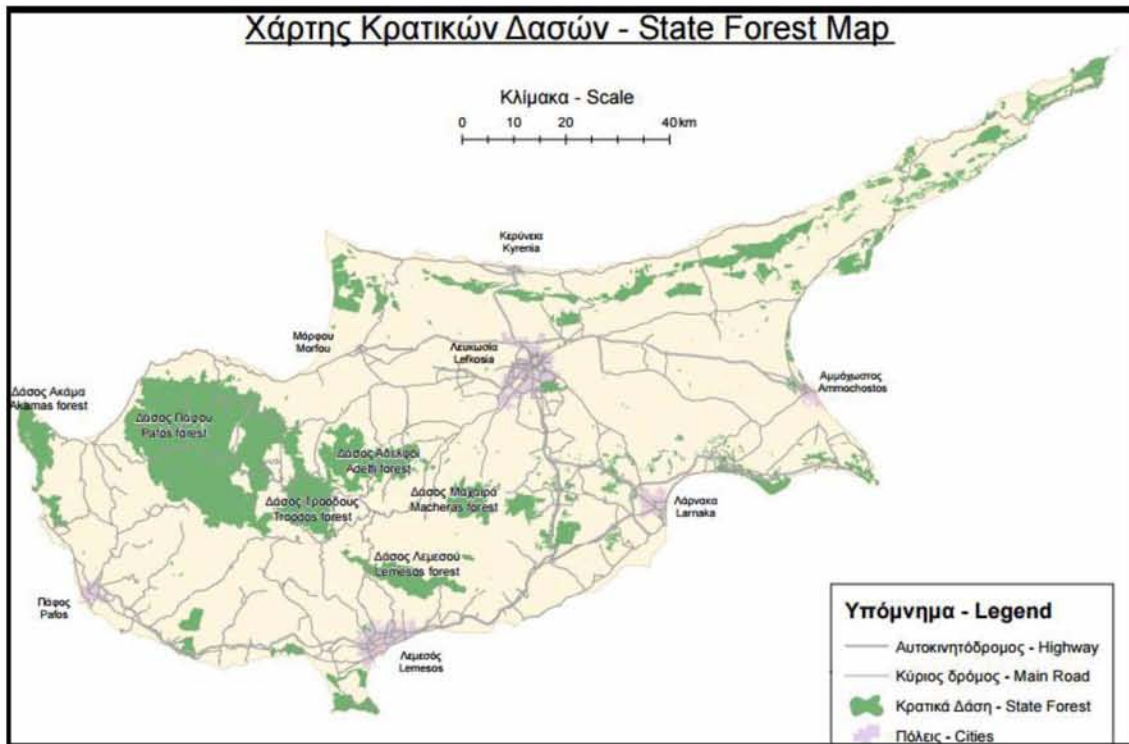 Χάρτης Κρατικών Δασών - State Forest Map
Κλίμακα - Scale
0 10 20 40 km
Κερύνεια
Kyrenia
Μόρφου
Morfou
Λευκωσία
Lefkosia
Αμμόχωστος
Ammochostos
Δάσος Ακάμα
Akamas forest
Δάσος Πάφου
Pafos forest
Δάσος Αδελφοί
Adelfi forest
Δάσος Τροόδους
Troodos forest
Δάσος Μαχαιρά
Macheras forest
Λάρνακα
Larnaka
Δάσος Λεμεσού
Lemesos forest
Πάφος
Pafos
Λεμεσός
Lemesos
Υπόμνημα - Legend
Αυτοκινητόδρομος - Highway
Κύριος δρόμος - Main Road
Κρατικά Δάση - State Forest
Πόλεις - Cities